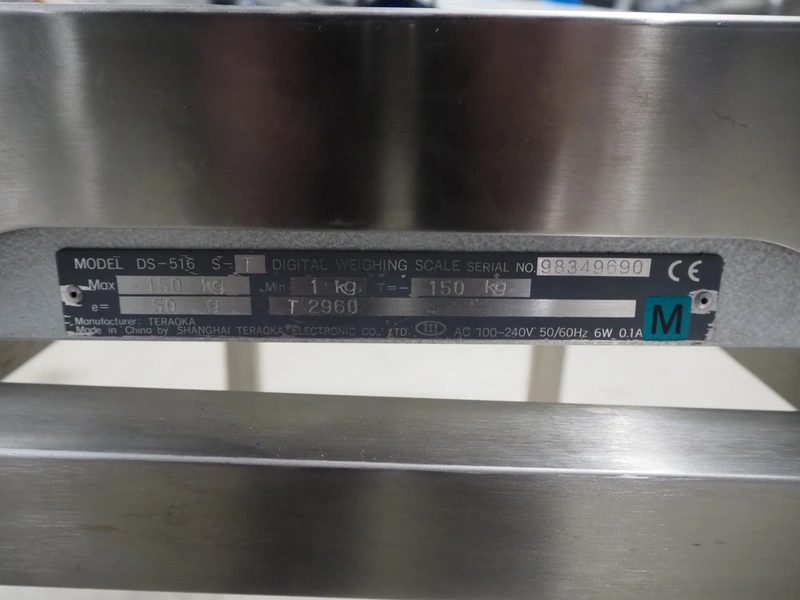 MODEL DS-516 S-1 DIGITAL WEIGHING SCALE SERIAL NO. 98349690 CE
Max 150 kg Min 1 kg T=- 150 kg
e= 50 g T2960
Manufacturer: TERAOKA
Made in China by SHANGHAI TERAOKA ELECTRONIC CO., LTD. AC 100-240V 50/60Hz 6W 0.1A M